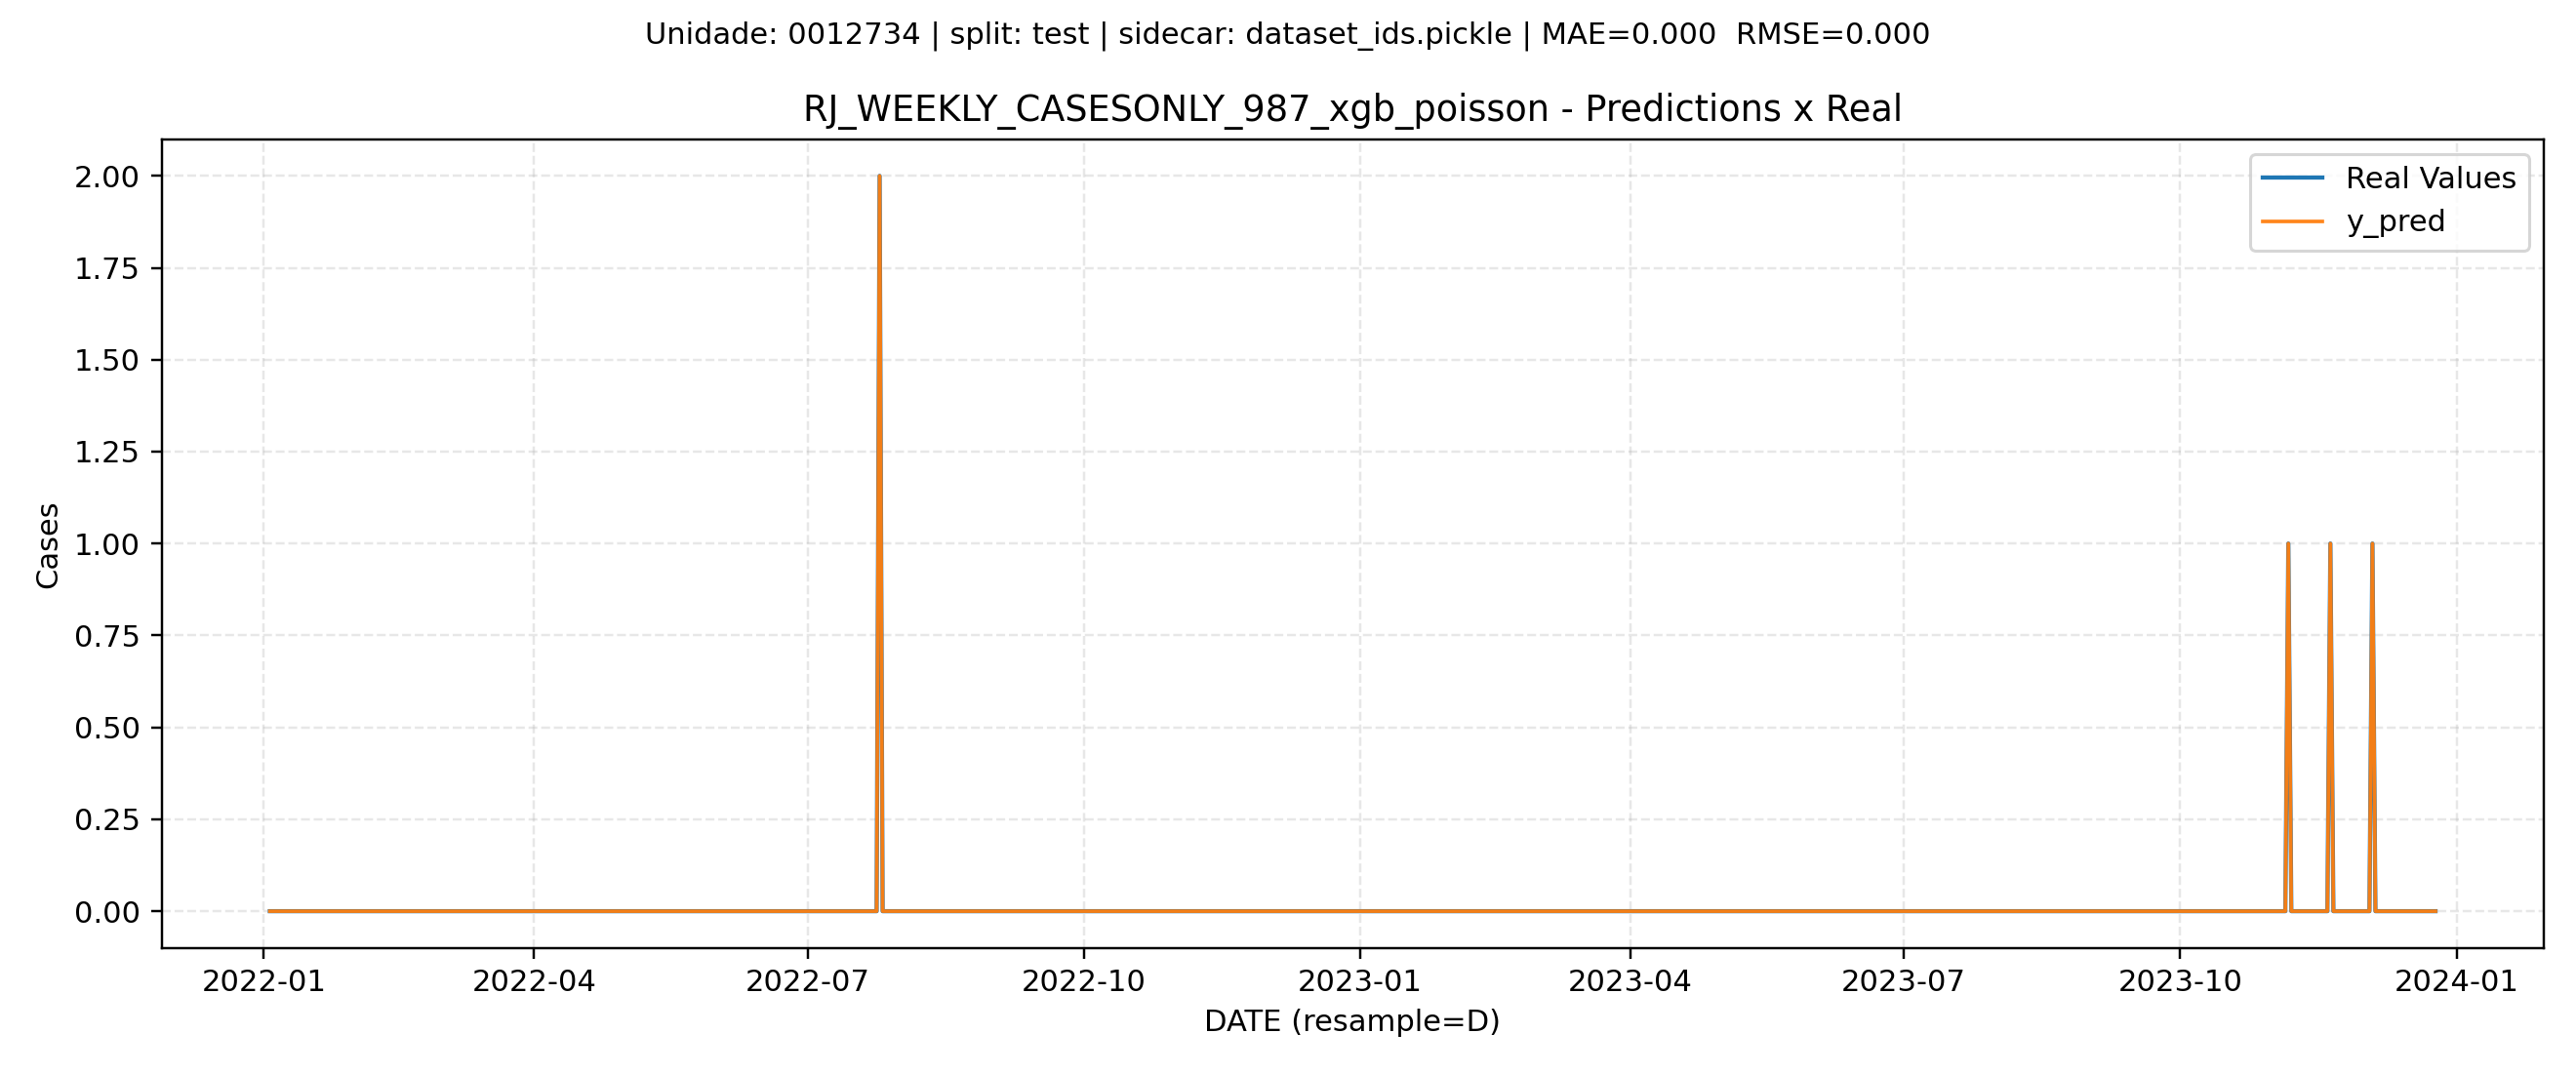 Unidade: 0012734 | split: test | sidecar: dataset_ids.pickle | MAE=0.000  RMSE=0.000
RJ_WEEKLY_CASESONLY_987_xgb_poisson - Predictions x Real
Real Values
y_pred
Cases
2.00
1.75
1.50
1.25
1.00
0.75
0.50
0.25
0.00
2022-01 2022-04 2022-07 2022-10 2023-01 2023-04 2023-07 2023-10 2024-01
DATE (resample=D)